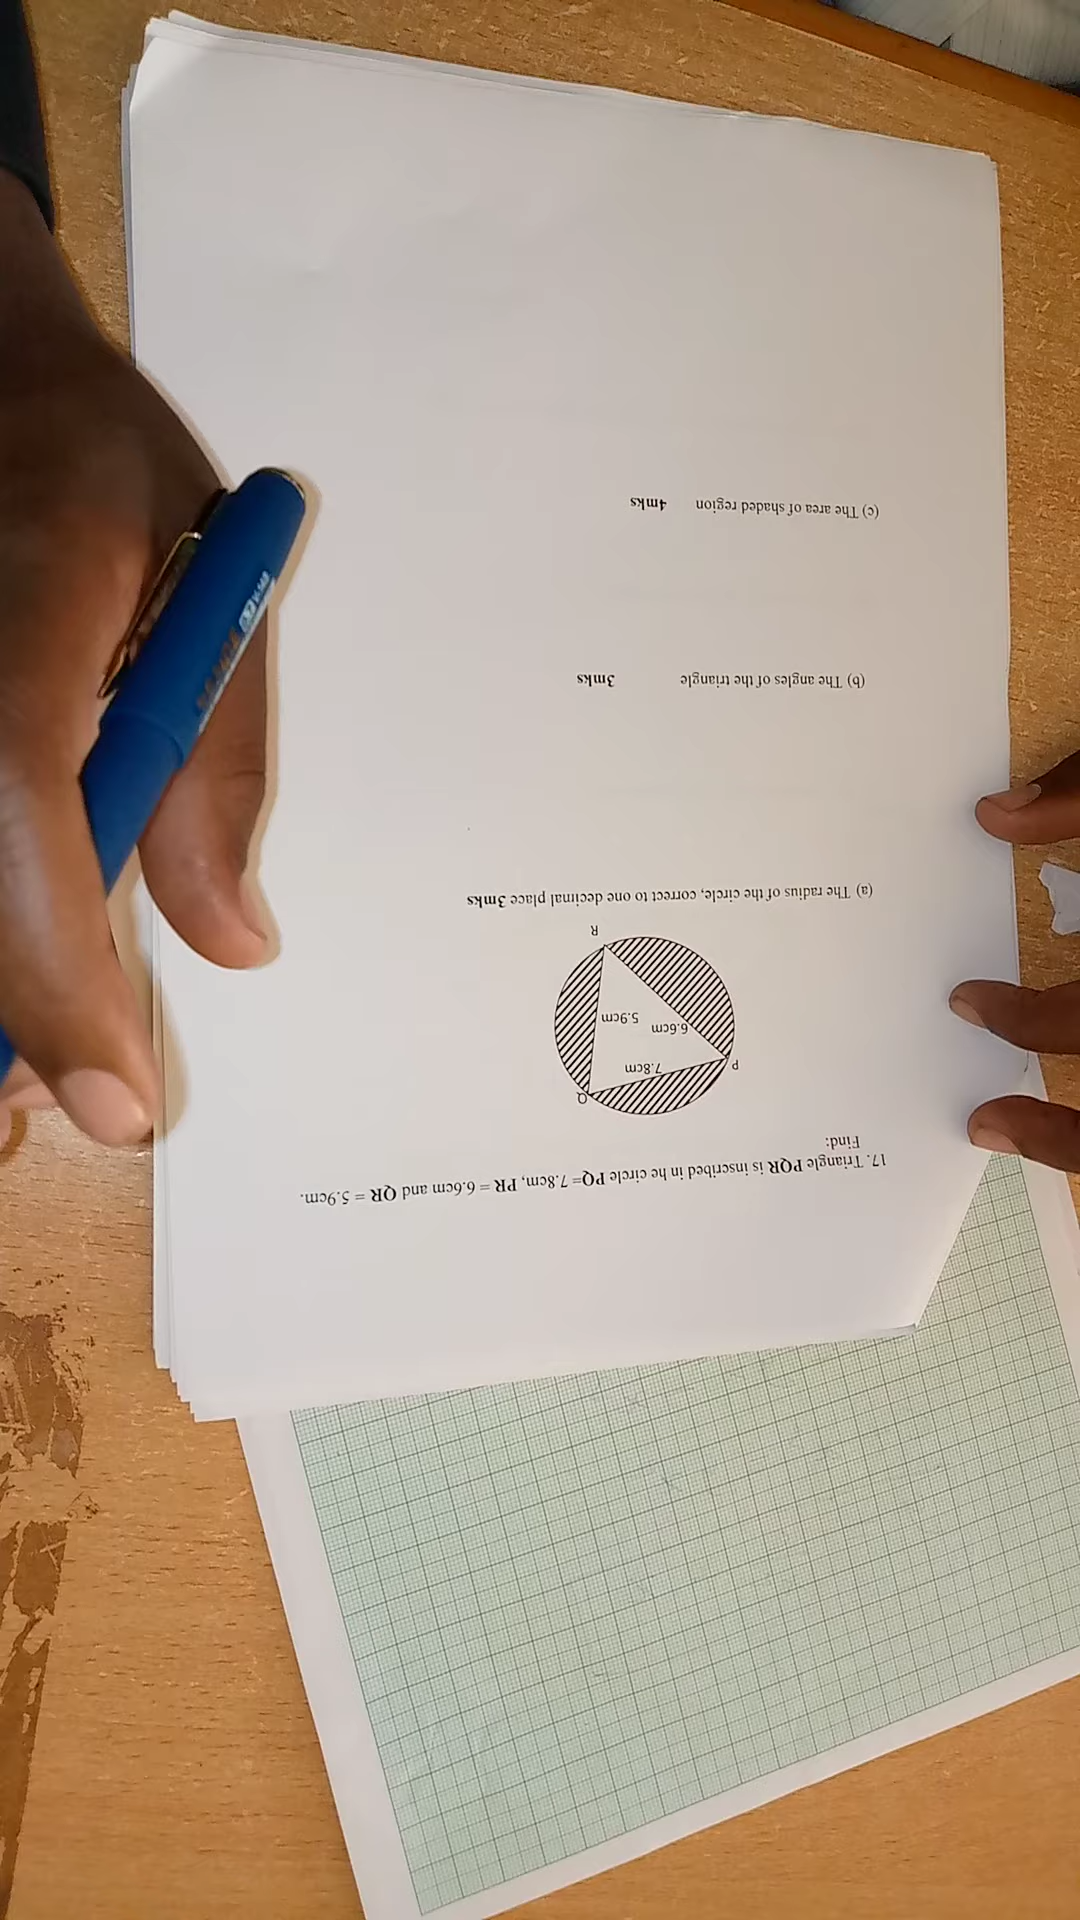 17. Triangle PQR is inscribed in he circle PQ= 7.8cm, PR = 6.6cm and QR = 5.9cm.
Find:
Q
P
7.8cm
6.6cm
5.9cm
R
(a) The radius of the circle, correct to one decimal place 3mks
(b) The angles of the triangle 3mks
(c) The area of shaded region 4mks